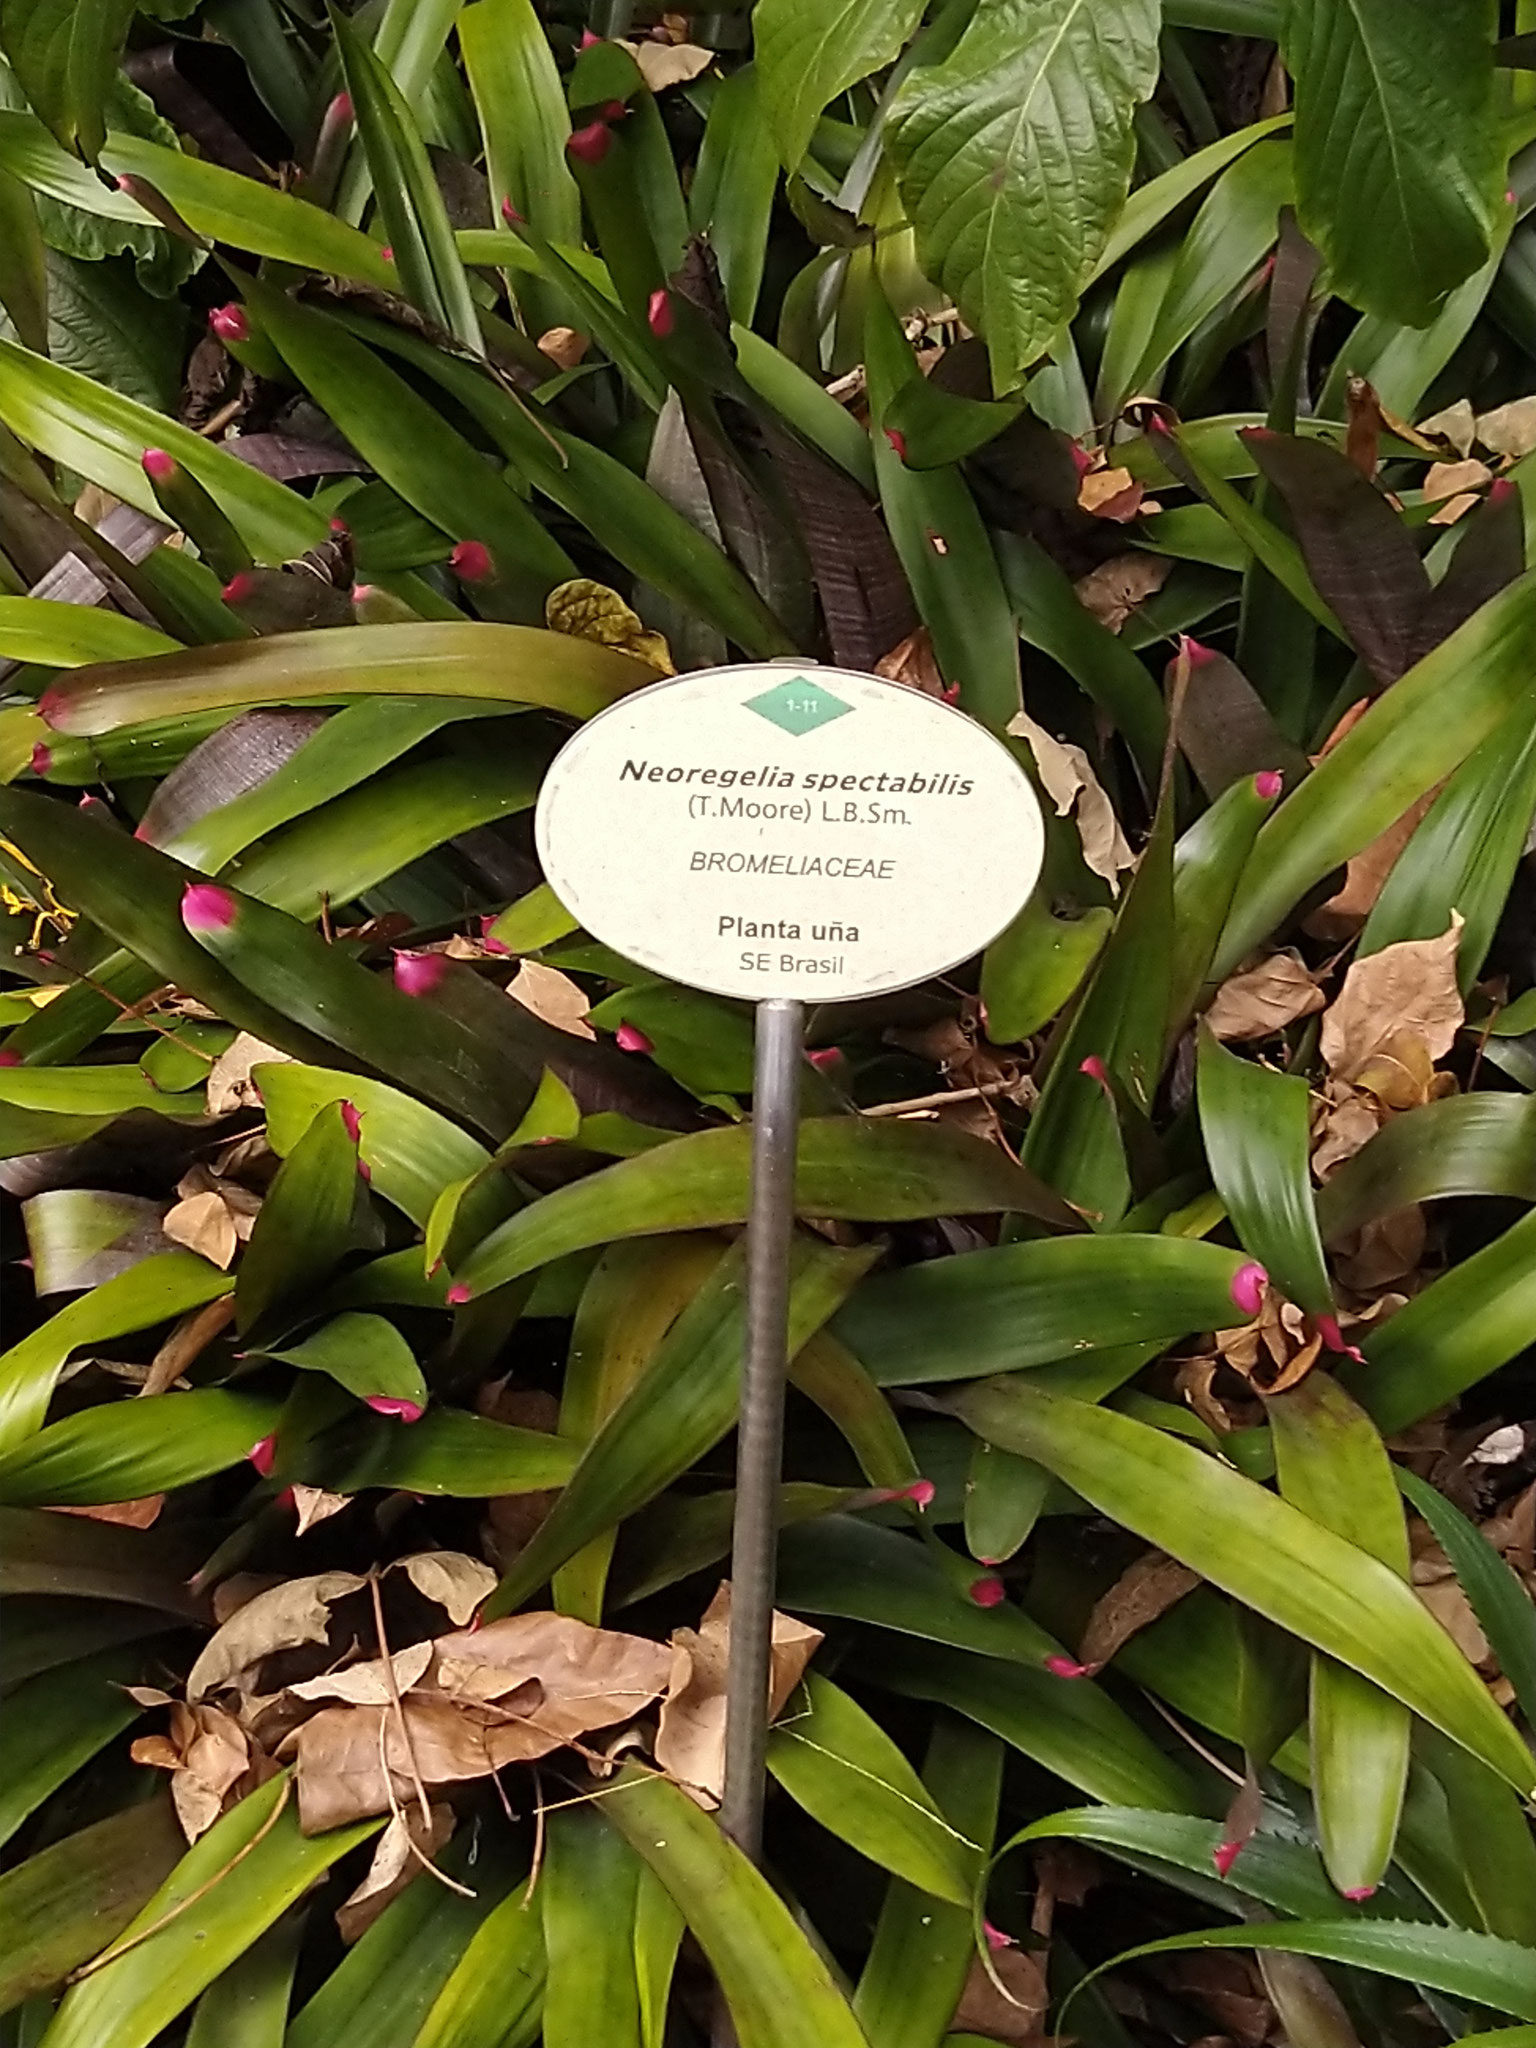 1-11
Neoregelia spectabilis
(T.Moore) L.B.Sm.
BROMELIACEAE
Planta uña
SE Brasil